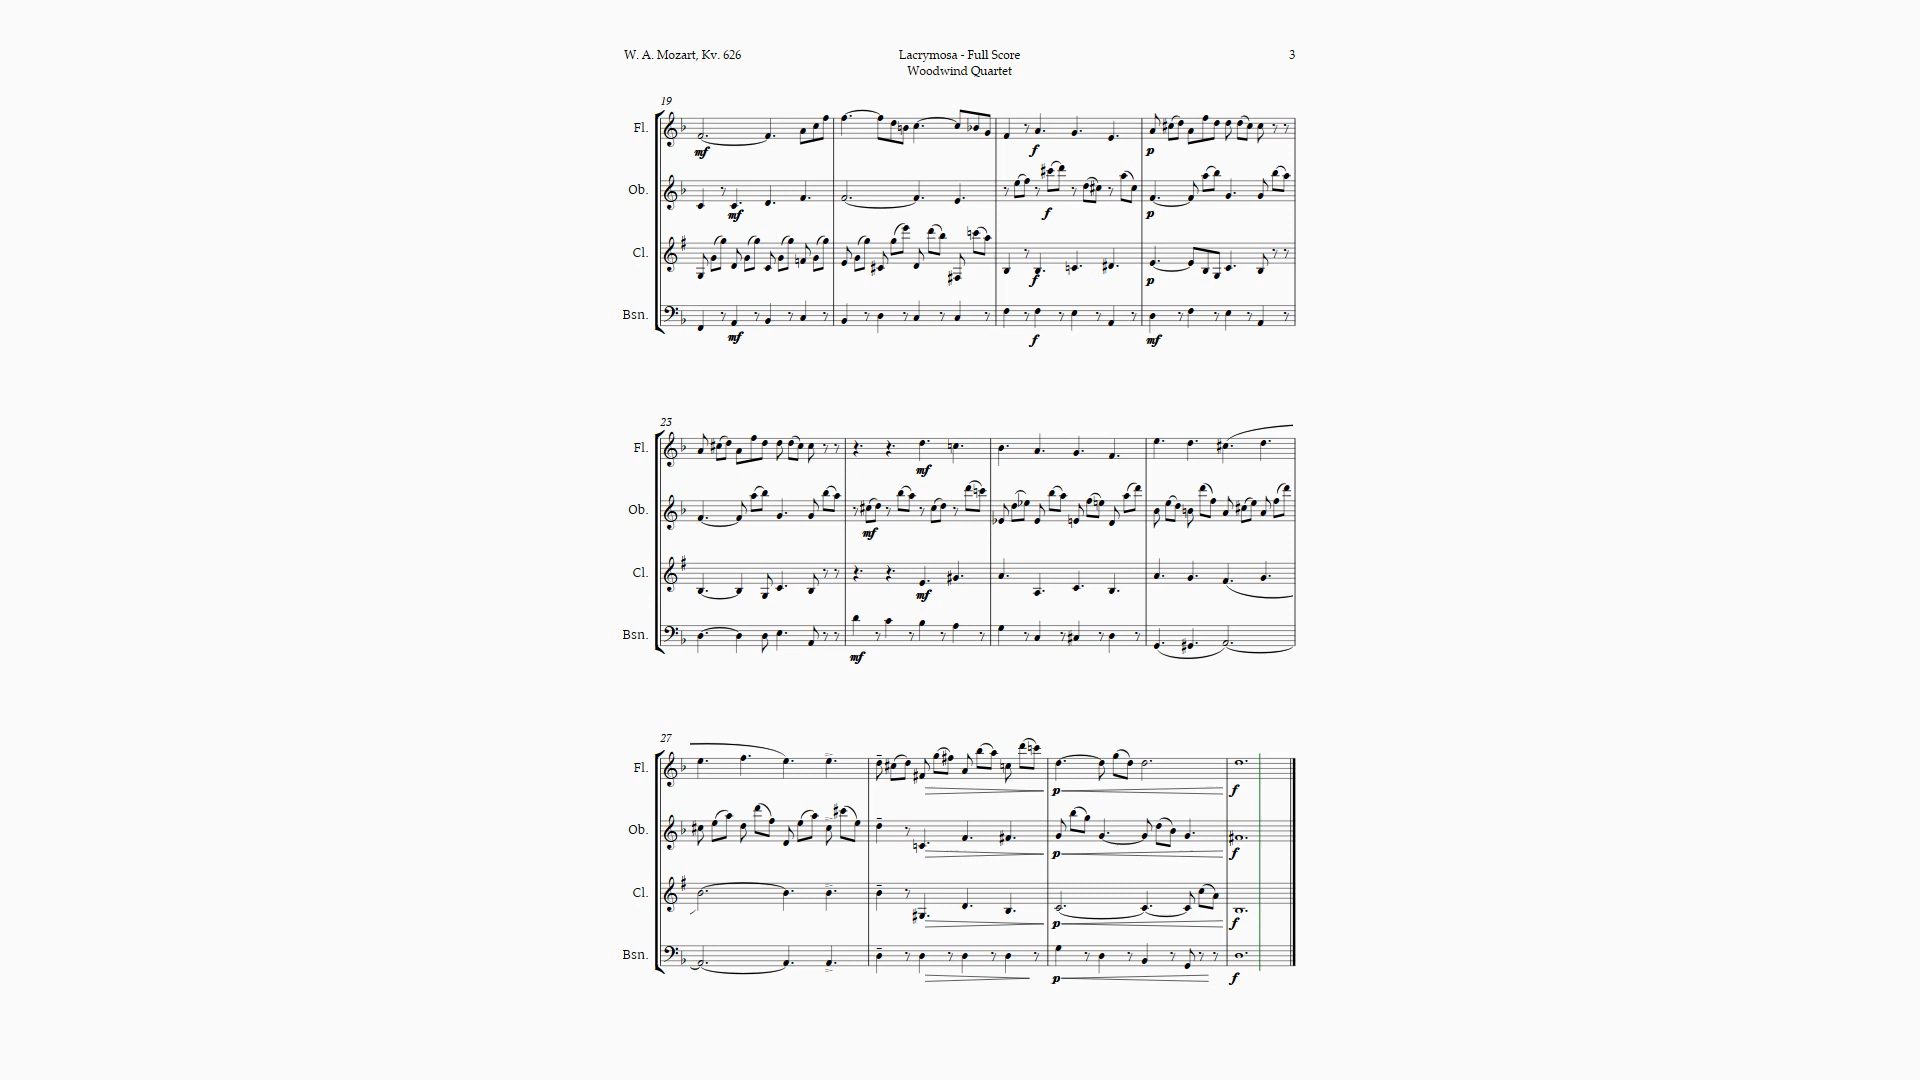 W. A. Mozart, Kv. 626 Lacrymosa - Full Score 3
Woodwind Quartet
19
Fl.
mf f p
Ob.
mf f p
Cl.
f p
Bsn.
mf f mf
23
Fl.
mf
Ob.
mf
Cl.
mf
Bsn.
mf
27
Fl.
p f
Ob.
p f
Cl.
p f
Bsn.
p f